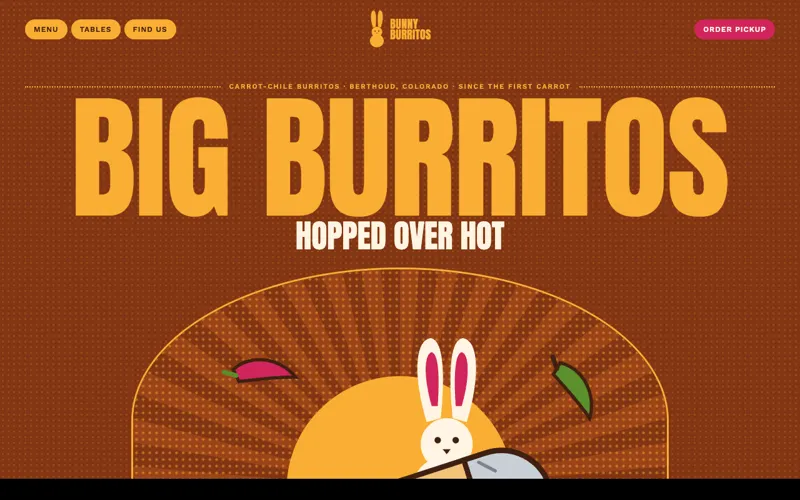 MENU
TABLES
FIND US
BUNNY
BURRITOS
ORDER PICKUP
CARROT-CHILE BURRITOS · BERTHOUD, COLORADO · SINCE THE FIRST CARROT
BIG BURRITOS
HOPPED OVER HOT